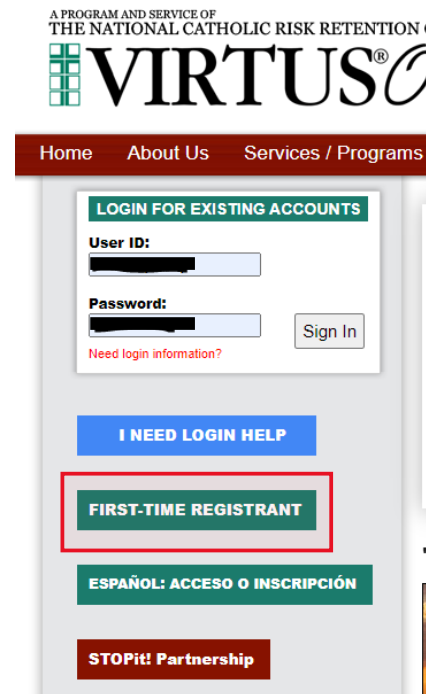 A PROGRAM AND SERVICE OF
THE NATIONAL CATHOLIC RISK RETENTION
VIRTUS®
Home About Us Services / Programs
LOGIN FOR EXISTING ACCOUNTS
User ID:
Password:
Sign In
Need login information?
I NEED LOGIN HELP
FIRST-TIME REGISTRANT
ESPAÑOL: ACCESO O INSCRIPCIÓN
STOPit! Partnership